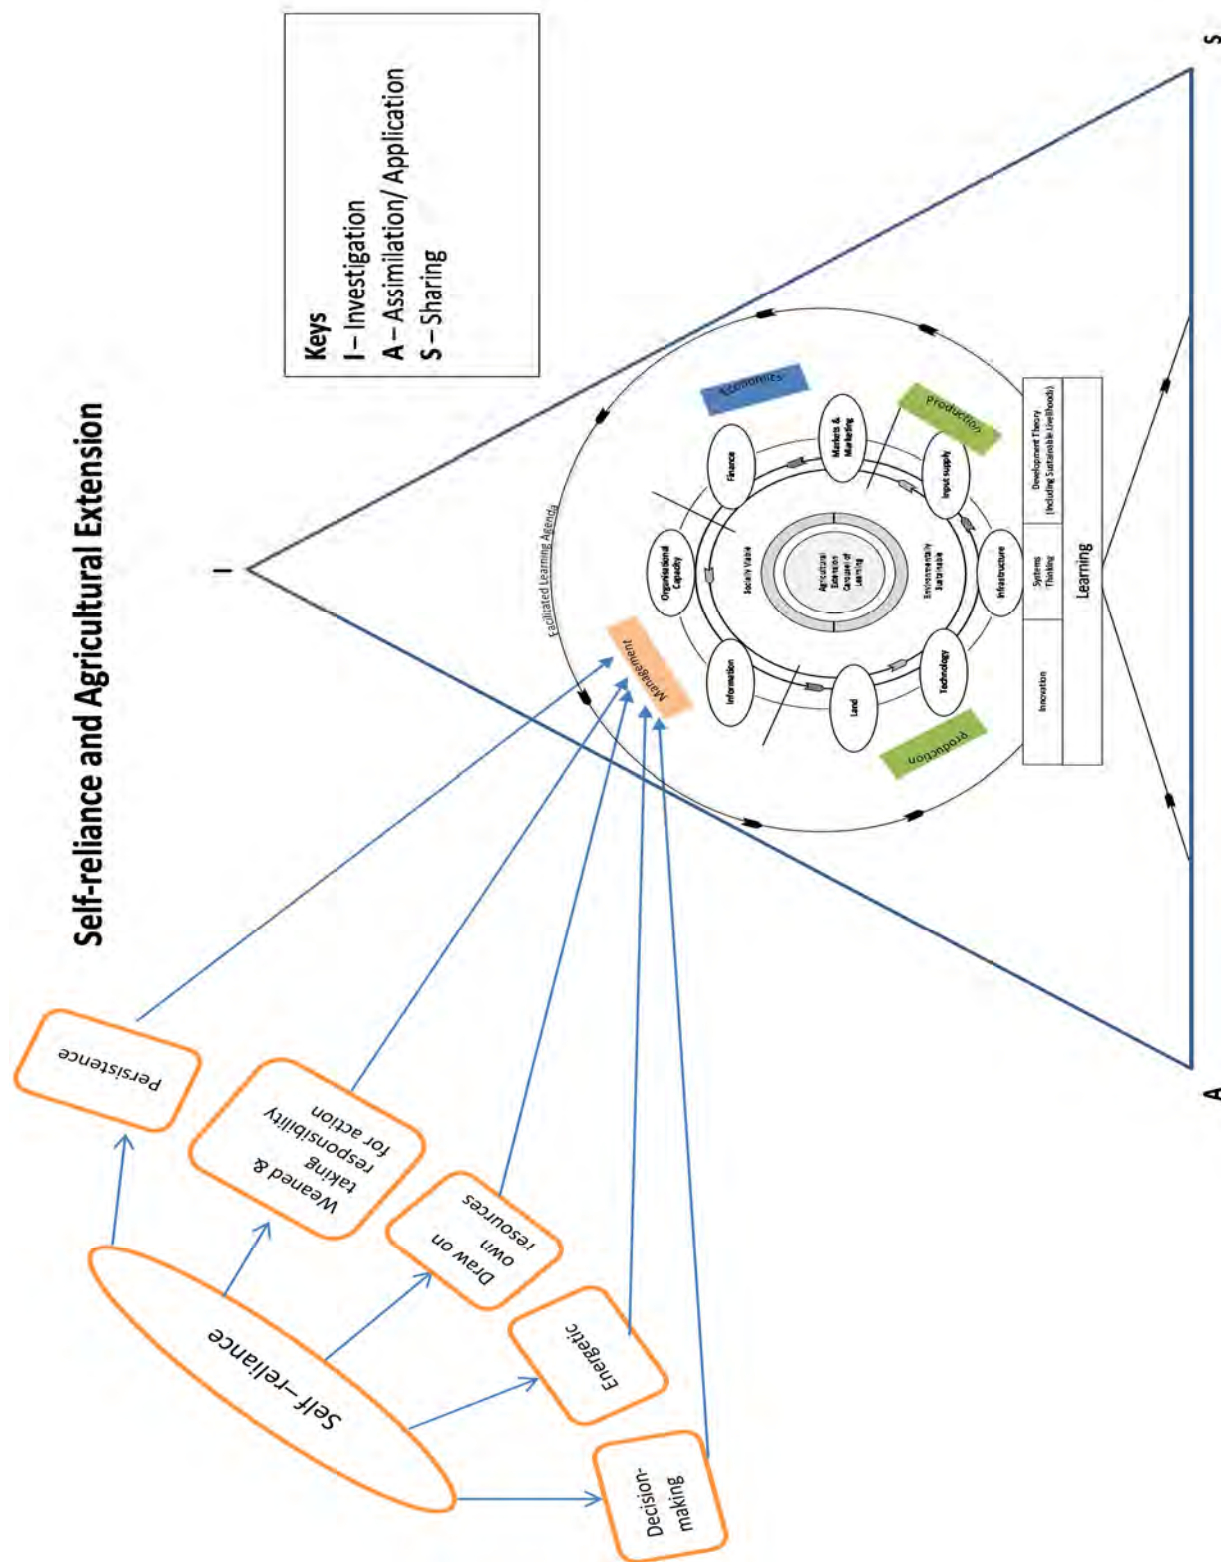 Self-reliance and Agricultural Extension
Keys
I – Investigation
A – Assimilation/ Application
S – Sharing
Self–reliance
Persistence
Weaned &
taking
responsibility
for action
Draw on
own
resources
Energetic
Decision-
making
I
Facilitated Learning Agenda
Management
Economics
Production
production
Organisational
Capacity
Finance
Markets &
Marketing
Input supply
Infrastructure
Technology
Land
Information
Socially Viable
Agricultural
Extension
Carousel of
Learning
Environmentally
Sustainable
Innovation
Systems
Thinking
Development Theory
(Including Sustainable Livelihoods)
Learning
A
S